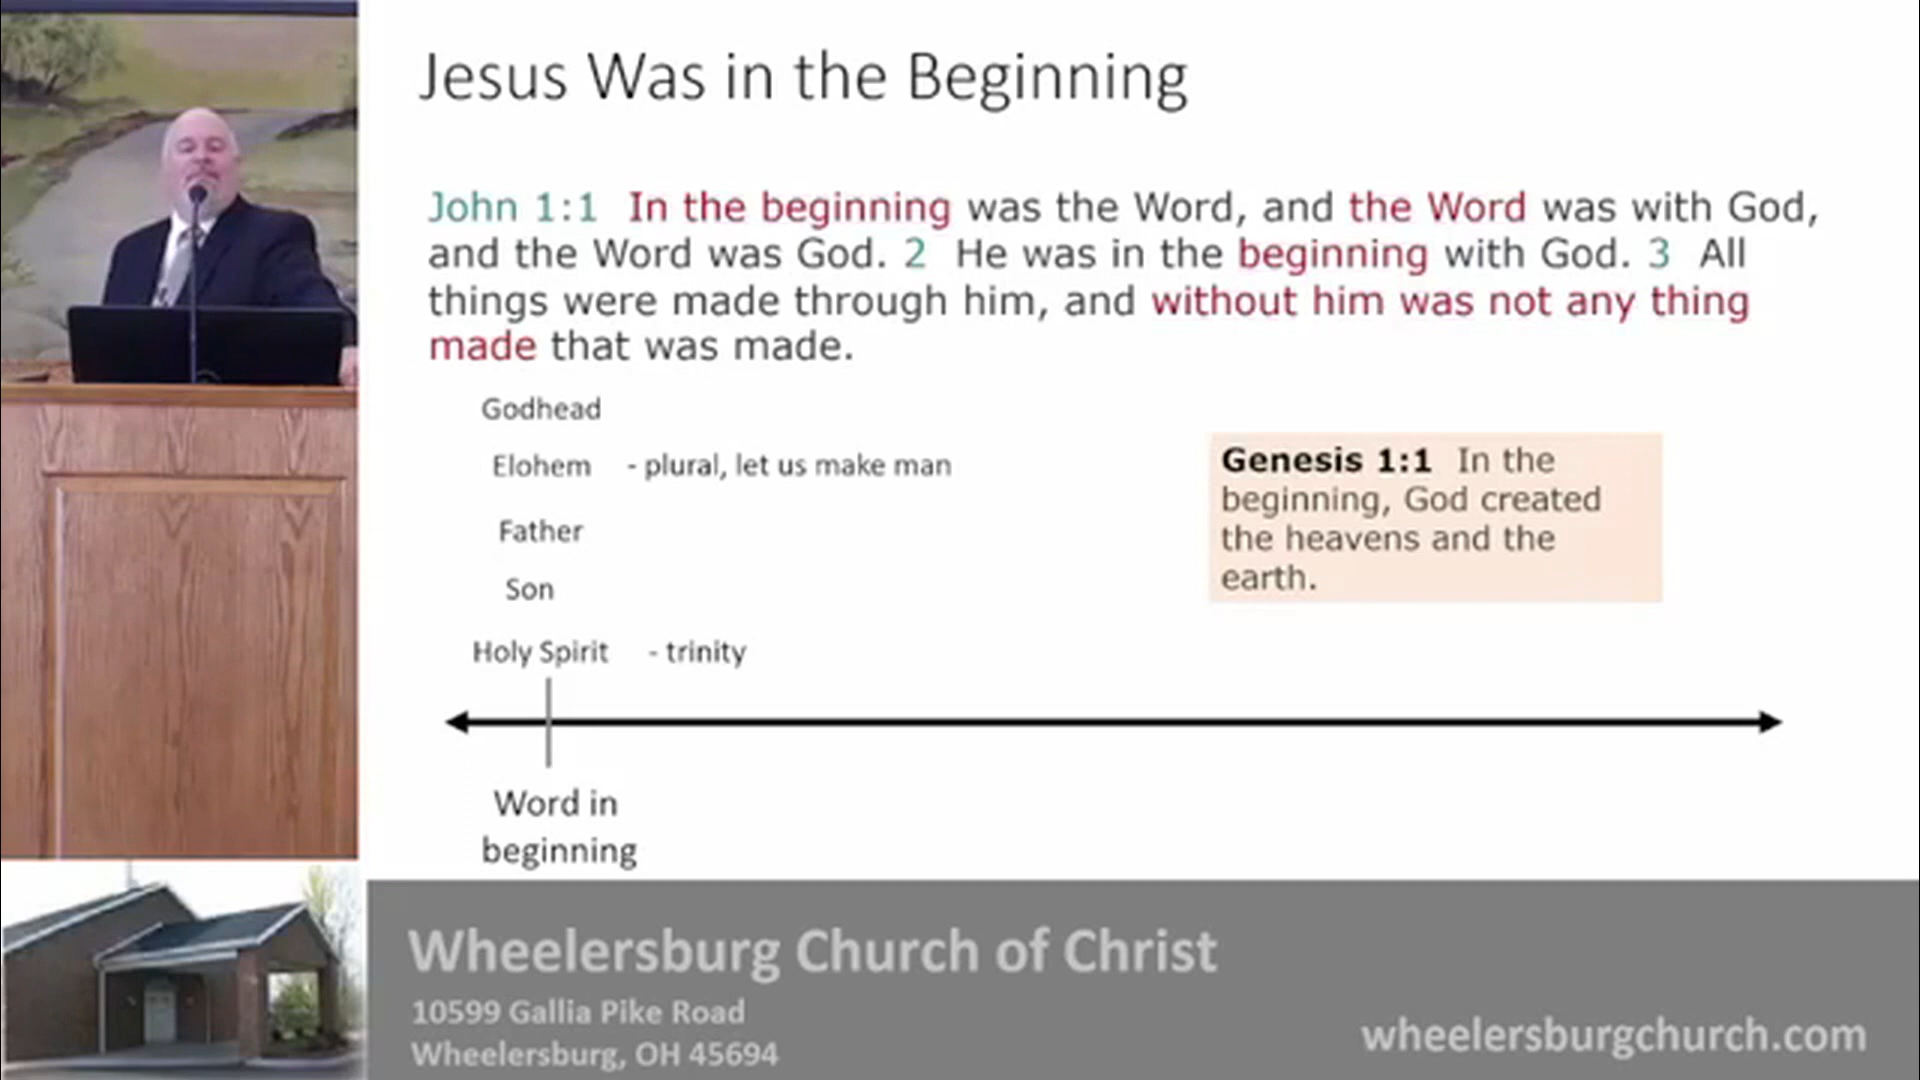 Jesus Was in the Beginning
John 1:1 In the beginning was the Word, and the Word was with God,
and the Word was God. 2 He was in the beginning with God. 3 All
things were made through him, and without him was not any thing
made that was made.
Godhead
Elohem - plural, let us make man
Father
Son
Holy Spirit - trinity
Genesis 1:1 In the
beginning, God created
the heavens and the
earth.
Word in
beginning
Wheelersburg Church of Christ
10599 Gallia Pike Road
Wheelersburg, OH 45694
wheelersburgchurch.com